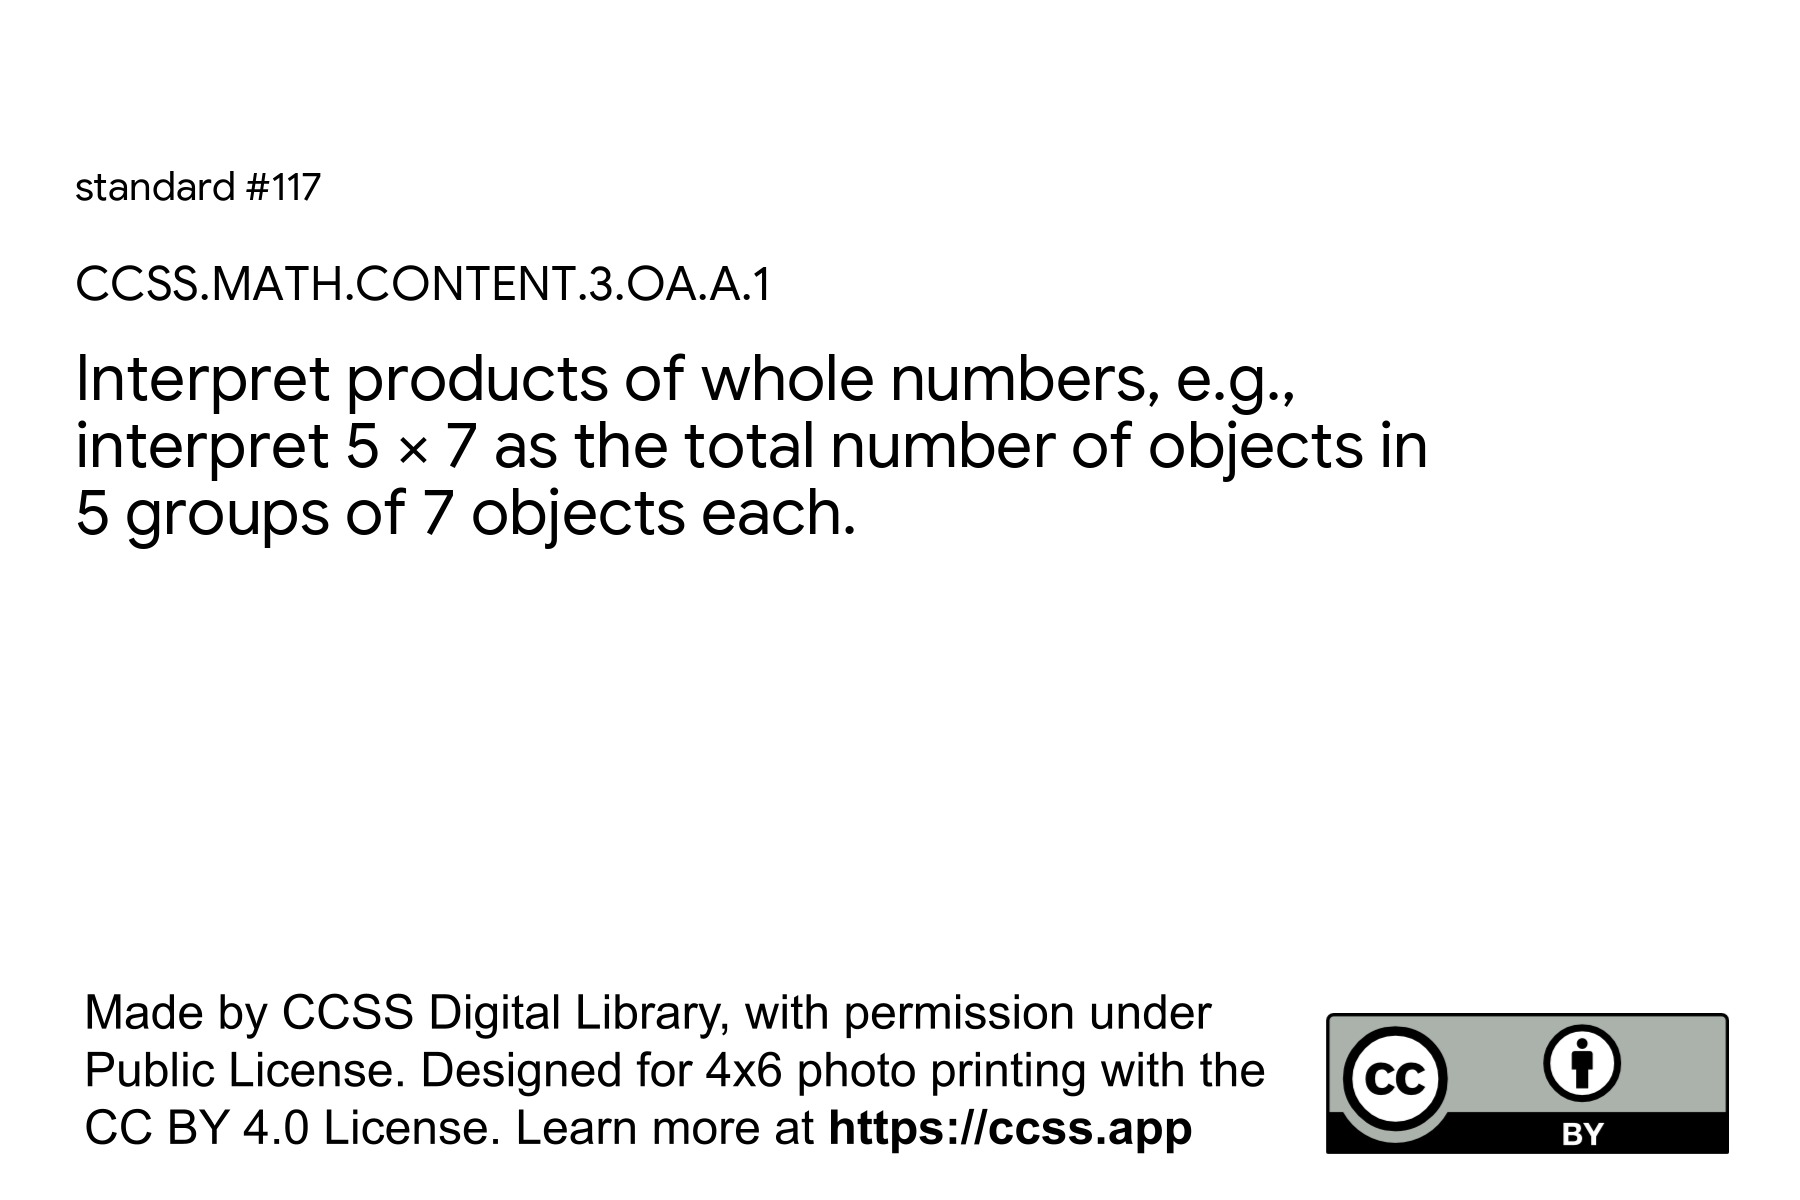 standard #117
CCSS.MATH.CONTENT.3.OA.A.1
Interpret products of whole numbers, e.g.,
interpret 5 × 7 as the total number of objects in
5 groups of 7 objects each.
Made by CCSS Digital Library, with permission under
Public License. Designed for 4x6 photo printing with the
CC BY 4.0 License. Learn more at https://ccss.app
CC
BY